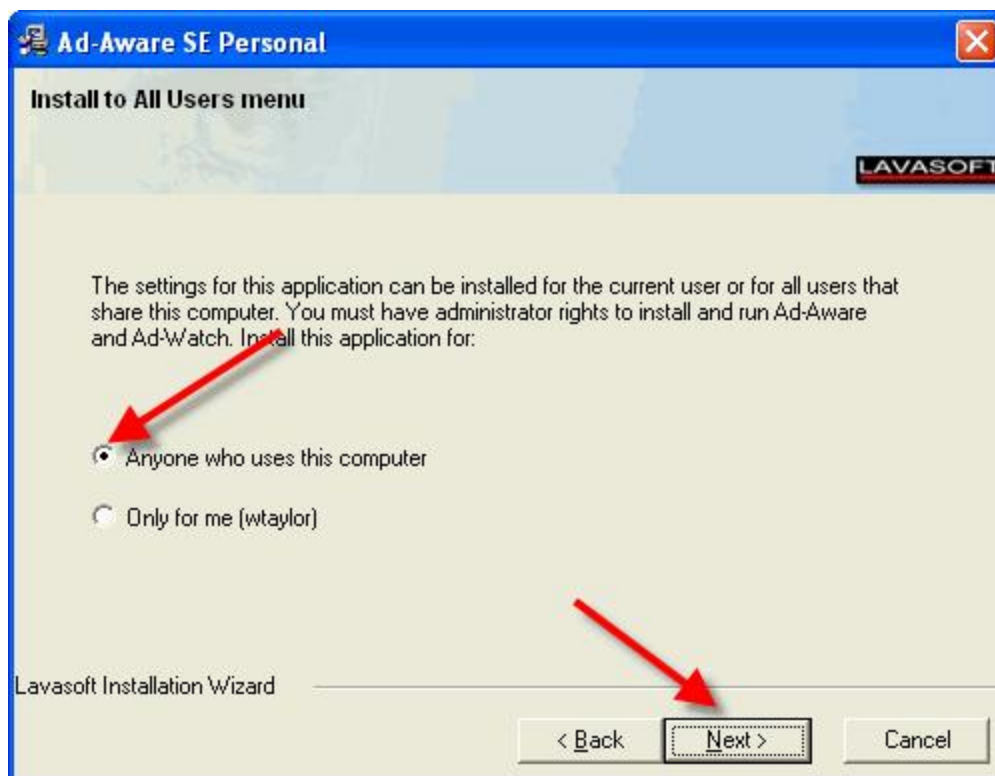 Ad-Aware SE Personal
Install to All Users menu
LAVASOFT
The settings for this application can be installed for the current user or for all users that
share this computer. You must have administrator rights to install and run Ad-Aware
and Ad-Watch. Install this application for:
Anyone who uses this computer
Only for me (wtaylor)
Lavasoft Installation Wizard
< Back Next > Cancel